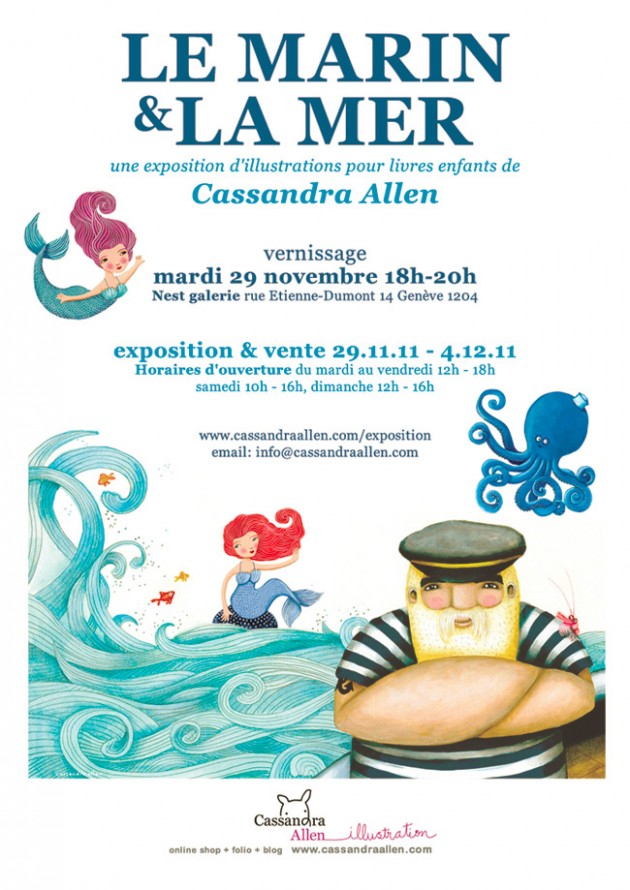 LE MARIN
& LA MER
une exposition d'illustrations pour livres enfants de
Cassandra Allen
vernissage
mardi 29 novembre 18h-20h
Nest galerie rue Etienne-Dumont 14 Genève 1204
exposition & vente 29.11.11 - 4.12.11
Horaires d'ouverture du mardi au vendredi 12h - 18h
samedi 10h - 16h, dimanche 12h - 16h
www.cassandraallen.com/exposition
email: info@cassandraallen.com
Cassandra
Allen illustration
online shop + folio + blog www.cassandraallen.com